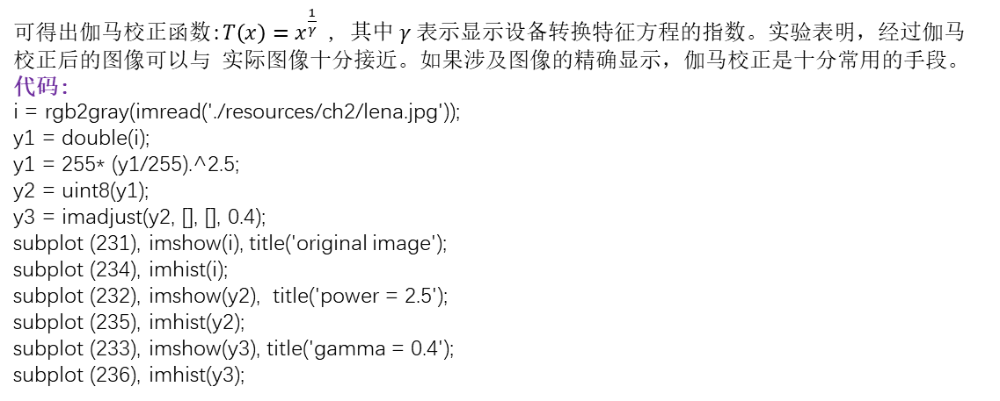 可得出伽马校正函数:T(x) = x^(1/γ) ，其中 γ 表示显示设备转换特征方程的指数。实验表明，经过伽马
校正后的图像可以与 实际图像十分接近。如果涉及图像的精确显示，伽马校正是十分常用的手段。
代码:
i = rgb2gray(imread('./resources/ch2/lena.jpg'));
y1 = double(i);
y1 = 255* (y1/255).^2.5;
y2 = uint8(y1);
y3 = imadjust(y2, [], [], 0.4);
subplot (231), imshow(i), title('original image');
subplot (234), imhist(i);
subplot (232), imshow(y2),  title('power = 2.5');
subplot (235), imhist(y2);
subplot (233), imshow(y3), title('gamma = 0.4');
subplot (236), imhist(y3);